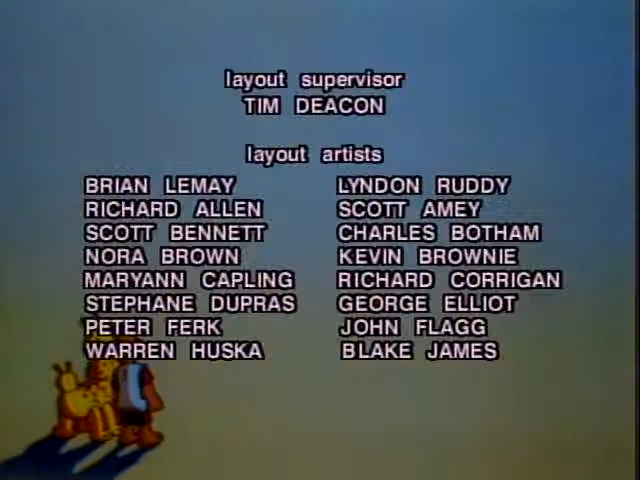 layout supervisor
TIM DEACON
layout artists
BRIAN LEMAY LYNDON RUDDY
RICHARD ALLEN SCOTT AMEY
SCOTT BENNETT CHARLES BOTHAM
NORA BROWN KEVIN BROWNIE
MARYANN CAPLING RICHARD CORRIGAN
STEPHANE DUPRAS GEORGE ELLIOT
PETER FERK JOHN FLAGG
WARREN HUSKA BLAKE JAMES